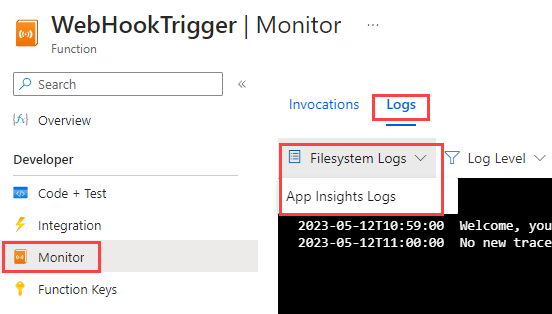 WebHookTrigger | Monitor ...
Function
Search
Overview
Developer
Code + Test
Integration
Monitor
Function Keys
Invocations
Logs
Filesystem Logs
Log Level
App Insights Logs
2023-05-12T10:59:00 Welcome, you
2023-05-12T11:00:00 No new trace